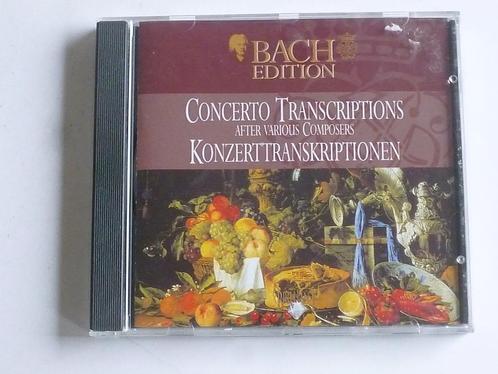 BACH
EDITION
CONCERTO TRANSCRIPTIONS
AFTER VARIOUS COMPOSERS
KONZERTTRANSKRIPTIONEN